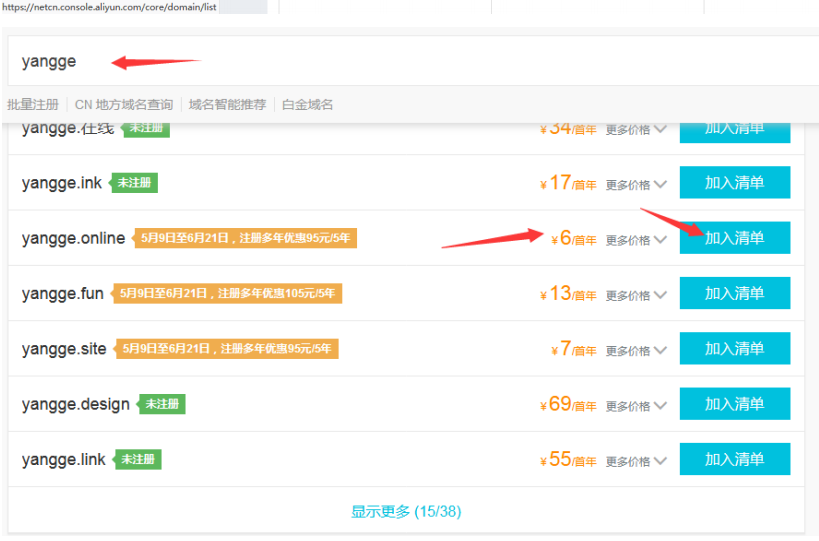 https://netcn.console.aliyun.com/core/domain/list
yangge
批量注册 CN 地方域名查询 域名智能推荐 白金域名
yangge.在线 未注册 ¥34/首年 更多价格 加入清单
yangge.ink 未注册 ¥17/首年 更多价格 加入清单
yangge.online 5月9日至6月21日，注册多年优惠95元/5年 ¥6/首年 更多价格 加入清单
yangge.fun 5月9日至6月21日，注册多年优惠105元/5年 ¥13/首年 更多价格 加入清单
yangge.site 5月9日至6月21日，注册多年优惠95元/5年 ¥7/首年 更多价格 加入清单
yangge.design 未注册 ¥69/首年 更多价格 加入清单
yangge.link 未注册 ¥55/首年 更多价格 加入清单
显示更多 (15/38)